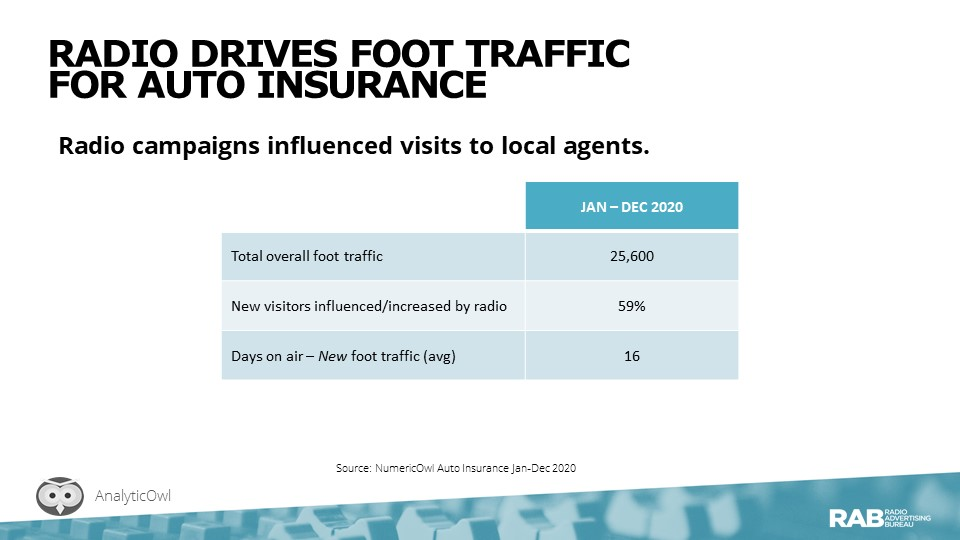 RADIO DRIVES FOOT TRAFFIC
FOR AUTO INSURANCE
Radio campaigns influenced visits to local agents.
JAN – DEC 2020
Total overall foot traffic 25,600
New visitors influenced/increased by radio 59%
Days on air – New foot traffic (avg) 16
Source: NumericOwl Auto Insurance Jan-Dec 2020
AnalyticOwl
RAB RADIO
ADVERTISING
BUREAU